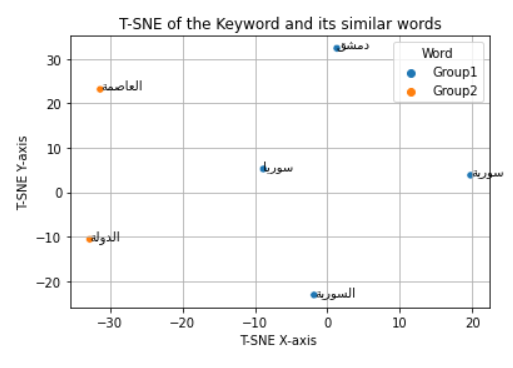 T-SNE of the Keyword and its similar words
Word
Group1
Group2
دمشق
العاصمة
سوريا
سورية
الدولة
السورية
T-SNE Y-axis
30
20
10
0
−10
−20
−30
−20
−10
0
10
20
T-SNE X-axis